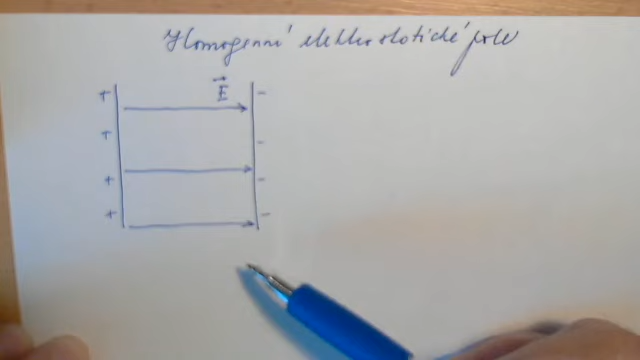 Homogenní elektrostatické pole
E⃗
+ -
+ -
+ -
+ -